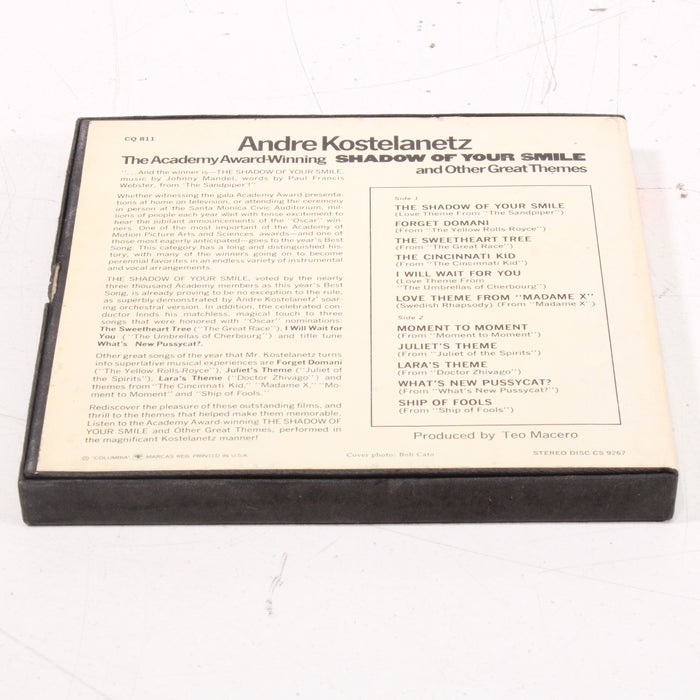 CQ 811
Andre Kostelanetz
The Academy Award-Winning SHADOW OF YOUR SMILE
and Other Great Themes
". . . And the winner is—THE SHADOW OF YOUR SMILE,
music by Johnny Mandel, words by Paul Francis
Webster, from 'The Sandpiper'!"
Whether witnessing the gala Academy Award presenta-
tions at home on television, or attending the ceremony
in person at the Santa Monica Civic Auditorium, mil-
lions of people each year wait with tense excitement to
hear the jubilant announcements of the "Oscar" win-
ners. One of the most important of the Academy of
Motion Picture Arts and Sciences awards—and one of
those most eagerly anticipated—goes to the year's Best
Song. This category has a long and distinguished his-
tory, with many of the winners going on to become
perennial favorites in an endless variety of instrumental
and vocal arrangements.
THE SHADOW OF YOUR SMILE, voted by the nearly
three thousand Academy members as this year's Best
Song, is already proving to be no exception to the rule,
as superbly demonstrated by Andre Kostelanetz' soar-
ing orchestral version. In addition, the celebrated con-
ductor lends his matchless, magical touch to three
songs that were honored with "Oscar" nominations:
The Sweetheart Tree ("The Great Race"), I Will Wait for
You ("The Umbrellas of Cherbourg") and title tune
What's New Pussycat?.
Other great songs of the year that Mr. Kostelanetz turns
into superlative musical experiences are Forget Domani
("The Yellow Rolls-Royce"), Juliet's Theme ("Juliet of
the Spirits"), Lara's Theme ("Doctor Zhivago") and
themes from "The Cincinnati Kid," "Madame X," "Mo-
ment to Moment" and "Ship of Fools."
Rediscover the pleasure of these outstanding films, and
thrill to the themes that helped make them memorable.
Listen to the Academy Award-winning THE SHADOW OF
YOUR SMILE and Other Great Themes, performed in
the magnificant Kostelanetz manner!
Side 1
THE SHADOW OF YOUR SMILE
(Love Theme From "The Sandpiper")
FORGET DOMANI
(From "The Yellow Rolls-Royce")
THE SWEETHEART TREE
(From "The Great Race")
THE CINCINNATI KID
(From "The Cincinnati Kid")
I WILL WAIT FOR YOU
(Love Theme From
"The Umbrellas of Cherbourg")
LOVE THEME FROM "MADAME X"
(Swedish Rhapsody) (From "Madame X")
Side 2
MOMENT TO MOMENT
(From "Moment to Moment")
JULIET'S THEME
(From "Juliet of the Spirits")
LARA'S THEME
(From "Doctor Zhivago")
WHAT'S NEW PUSSYCAT?
(From "What's New Pussycat?")
SHIP OF FOOLS
(From "Ship of Fools")
Produced by Teo Macero
© "COLUMBIA", MARCAS REG. PRINTED IN U.S.A.
Cover photo: Bob Cato
STEREO DISC CS 9267